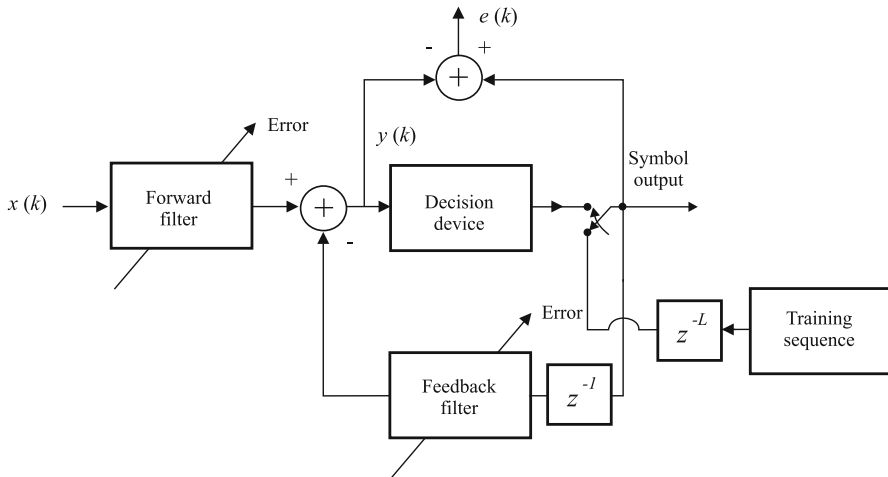 e (k)
-
+
+
Error
y (k)
Symbol
output
x (k)
Forward
filter
+
+
-
Decision
device
Error
z^{-L}
Training
sequence
Feedback
filter
z^{-1}